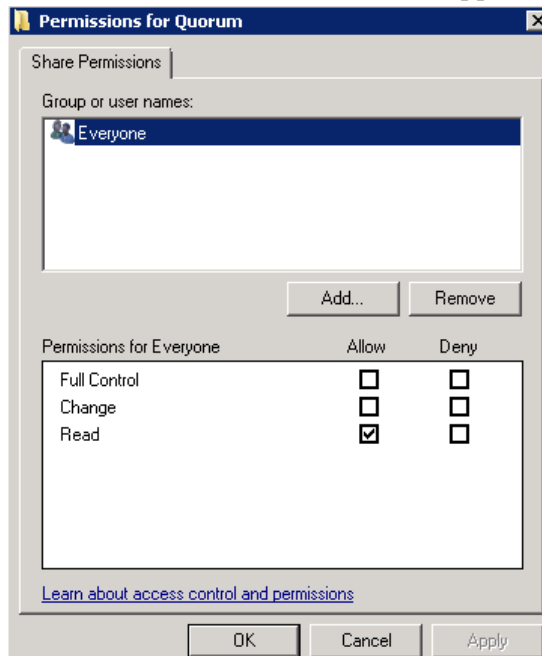 Permissions for Quorum
Share Permissions
Group or user names:
Everyone
Add... Remove
Permissions for Everyone Allow Deny
Full Control
Change
Read
Learn about access control and permissions
OK Cancel Apply